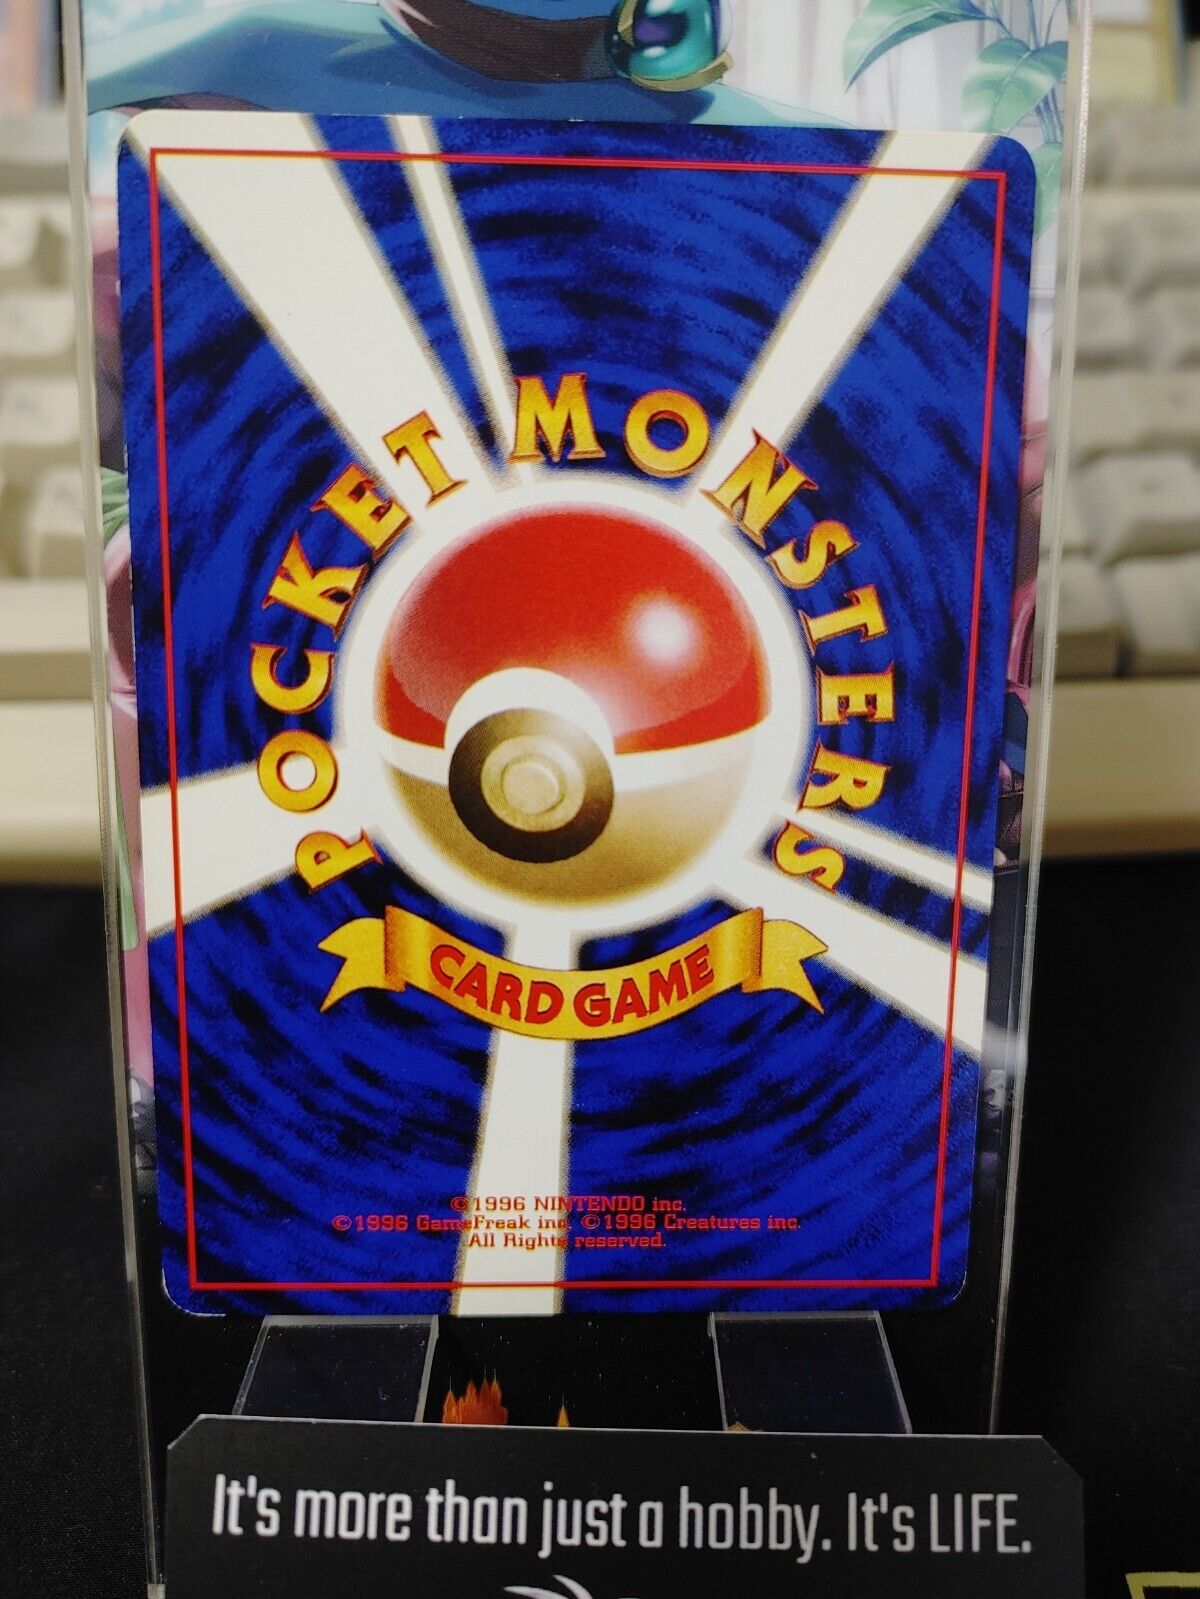 POCKET MONSTERS
CARD GAME
©1996 NINTENDO inc.
©1996 GameFreak inc. ©1996 Creatures inc.
All Rights reserved.
It's more than just a hobby. It's LIFE.